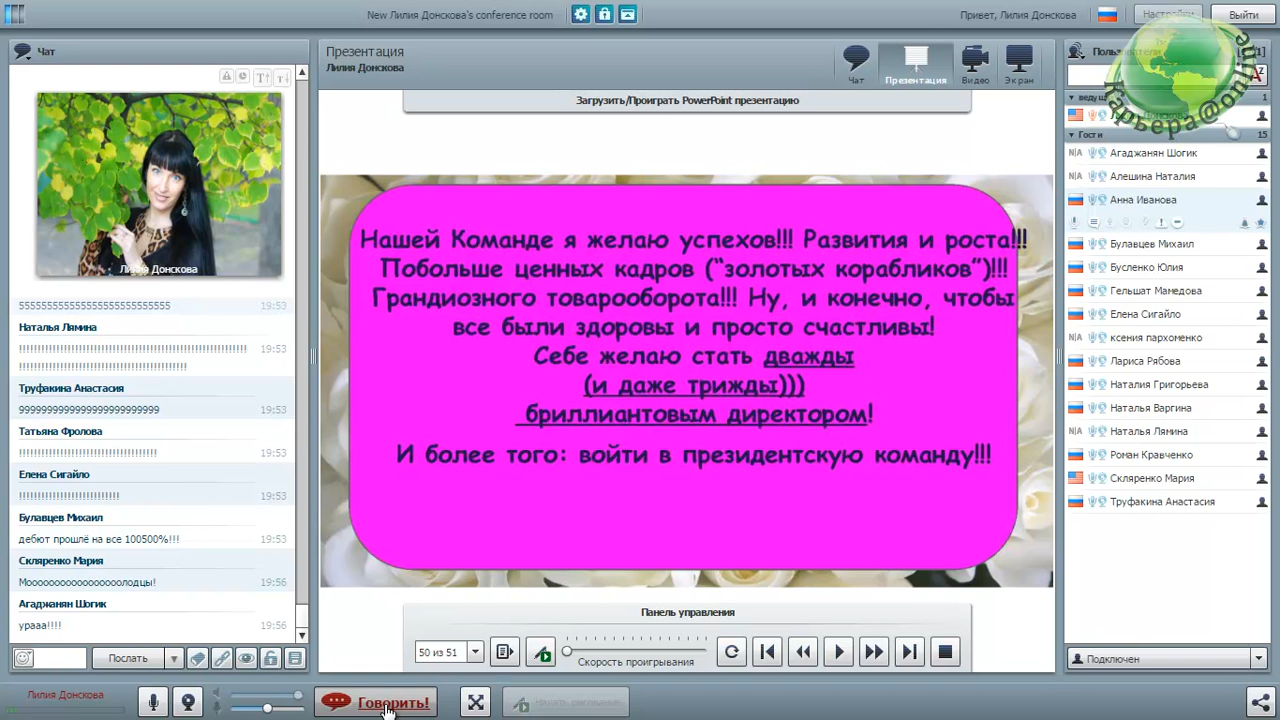 New Лилия Донскова's conference room
Привет, Лилия Донскова
Настройки
Выйти
Чат
Лилия Донскова
55555555555555555555555555555555 19:53
Наталья Лямина
!!!!!!!!!!!!!!!!!!!!!!!!!!!!!!!!!!!!!!!!!!!!!!!!!!!!!!! 19:53
!!!!!!!!!!!!!!!!!!!!!!!!!!!!!!!!!!!!!!!!
Труфакина Анастасия
99999999999999999999999999 19:53
Татьяна Фролова
!!!!!!!!!!!!!!!!!!!!!!!!!!!!!!!!! 19:53
Елена Сигайло
!!!!!!!!!!!!!!!!!!!!!!!! 19:53
Булавцев Михаил
дебют прошлё на все 100500%!!! 19:53
Скляренко Мария
Моооооооооооооооолодцы! 19:56
Агаджанян Шогик
урааа!!!! 19:56
Послать
Презентация
Лилия Донскова
Чат
Презентация
Видео
Экран
Загрузить/Проиграть PowerPoint презентацию
Нашей Команде я желаю успехов!!! Развития и роста!!!
Побольше ценных кадров (“золотых корабликов”)!!!
Грандиозного товарооборота!!! Ну, и конечно, чтобы
все были здоровы и просто счастливы!
Себе желаю стать дважды
(и даже трижды)))
бриллиантовым директором!
И более того: войти в президентскую команду!!!
Панель управления
50 из 51
Скорость проигрывания
Карьера@online
ведущ 1
Гости 15
N|A Агаджанян Шогик
N|A Алешина Наталия
Анна Иванова
Булавцев Михаил
Бусленко Юлия
Гельшат Мамедова
Елена Сигайло
ксения пархоменко
Лариса Рябова
Наталия Григорьева
Наталья Варгина
Наталья Лямина
Роман Кравченко
Скляренко Мария
Труфакина Анастасия
Подключен
Лилия Донскова
Говорить!